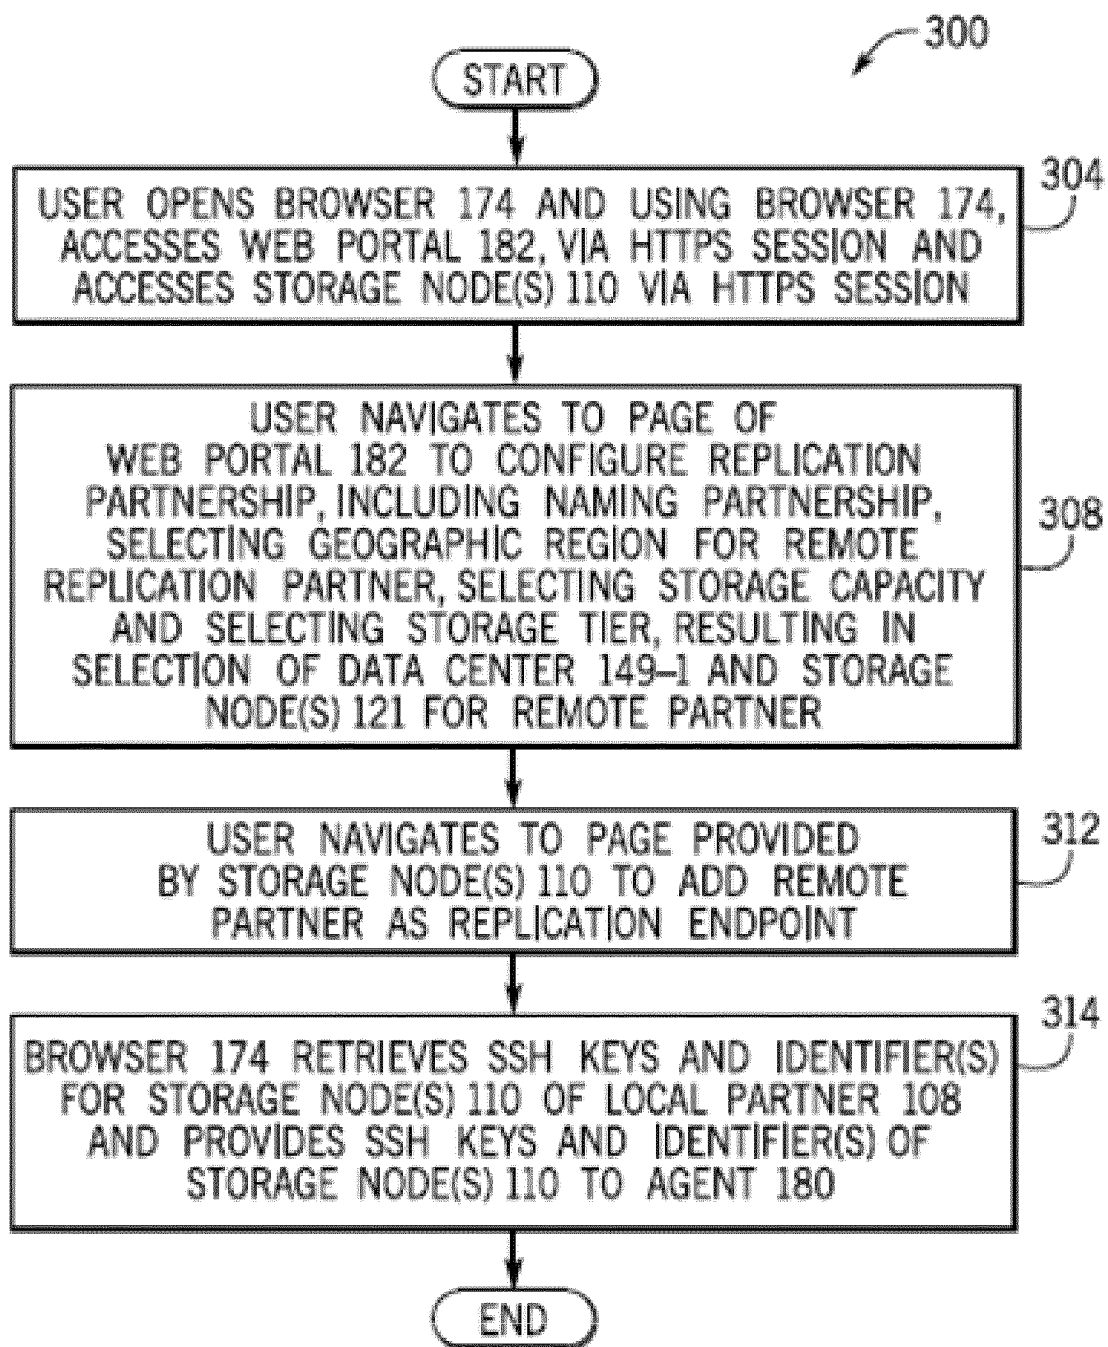 300
START
304
USER OPENS BROWSER 174 AND USING BROWSER 174,
ACCESSES WEB PORTAL 182, VIA HTTPS SESSION AND
ACCESSES STORAGE NODE(S) 110 VIA HTTPS SESSION
308
USER NAVIGATES TO PAGE OF
WEB PORTAL 182 TO CONFIGURE REPLICATION
PARTNERSHIP, INCLUDING NAMING PARTNERSHIP,
SELECTING GEOGRAPHIC REGION FOR REMOTE
REPLICATION PARTNER, SELECTING STORAGE CAPACITY
AND SELECTING STORAGE TIER, RESULTING IN
SELECTION OF DATA CENTER 149–1 AND STORAGE
NODE(S) 121 FOR REMOTE PARTNER
312
USER NAVIGATES TO PAGE PROVIDED
BY STORAGE NODE(S) 110 TO ADD REMOTE
PARTNER AS REPLICATION ENDPOINT
314
BROWSER 174 RETRIEVES SSH KEYS AND IDENTIFIER(S)
FOR STORAGE NODE(S) 110 OF LOCAL PARTNER 108
AND PROVIDES SSH KEYS AND IDENTIFIER(S) OF
STORAGE NODE(S) 110 TO AGENT 180
END